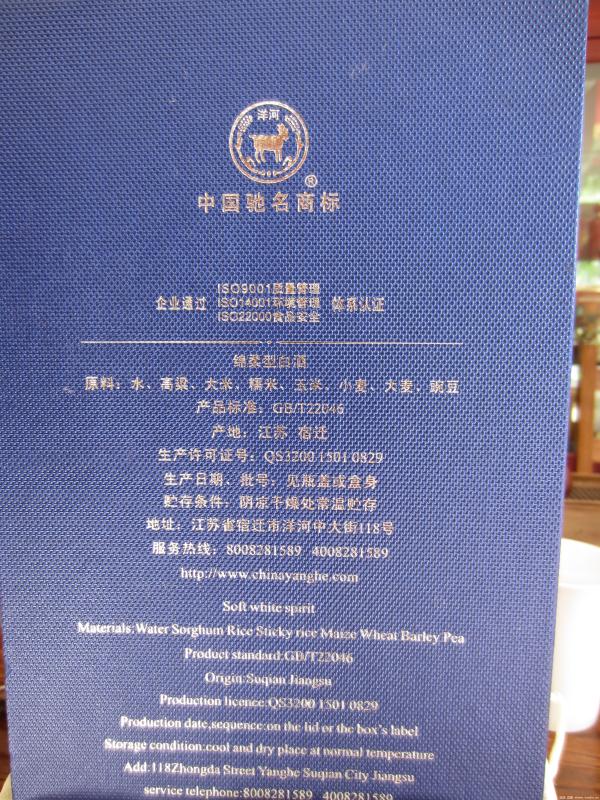 洋河
®
中国驰名商标
ISO9001质量管理
企业通过 ISO14001环境管理 体系认证
ISO22000食品安全
绵柔型白酒
原料：水、高粱、大米、糯米、玉米、小麦、大麦、豌豆
产品标准：GB/T22046
产地：江苏 宿迁
生产许可证号：QS3200 1501 0829
生产日期、批号：见瓶盖或盒身
贮存条件：阴凉干燥处常温贮存
地址：江苏省宿迁市洋河中大街118号
服务热线：8008281589 4008281589
http://www.chinayanghe.com
Soft white spirit
Materials:Water Sorghum Rice Sticky rice Maize Wheat Barley Pea
Product standard:GB/T22046
Origin:Suqian Jiangsu
Production licence:QS3200 1501 0829
Production date,sequence:on the lid or the box's label
Storage condition:cool and dry place at normal temperature
Add:118Zhongda Street Yanghe Suqian City Jiangsu
service telephone:8008281589 4008281589